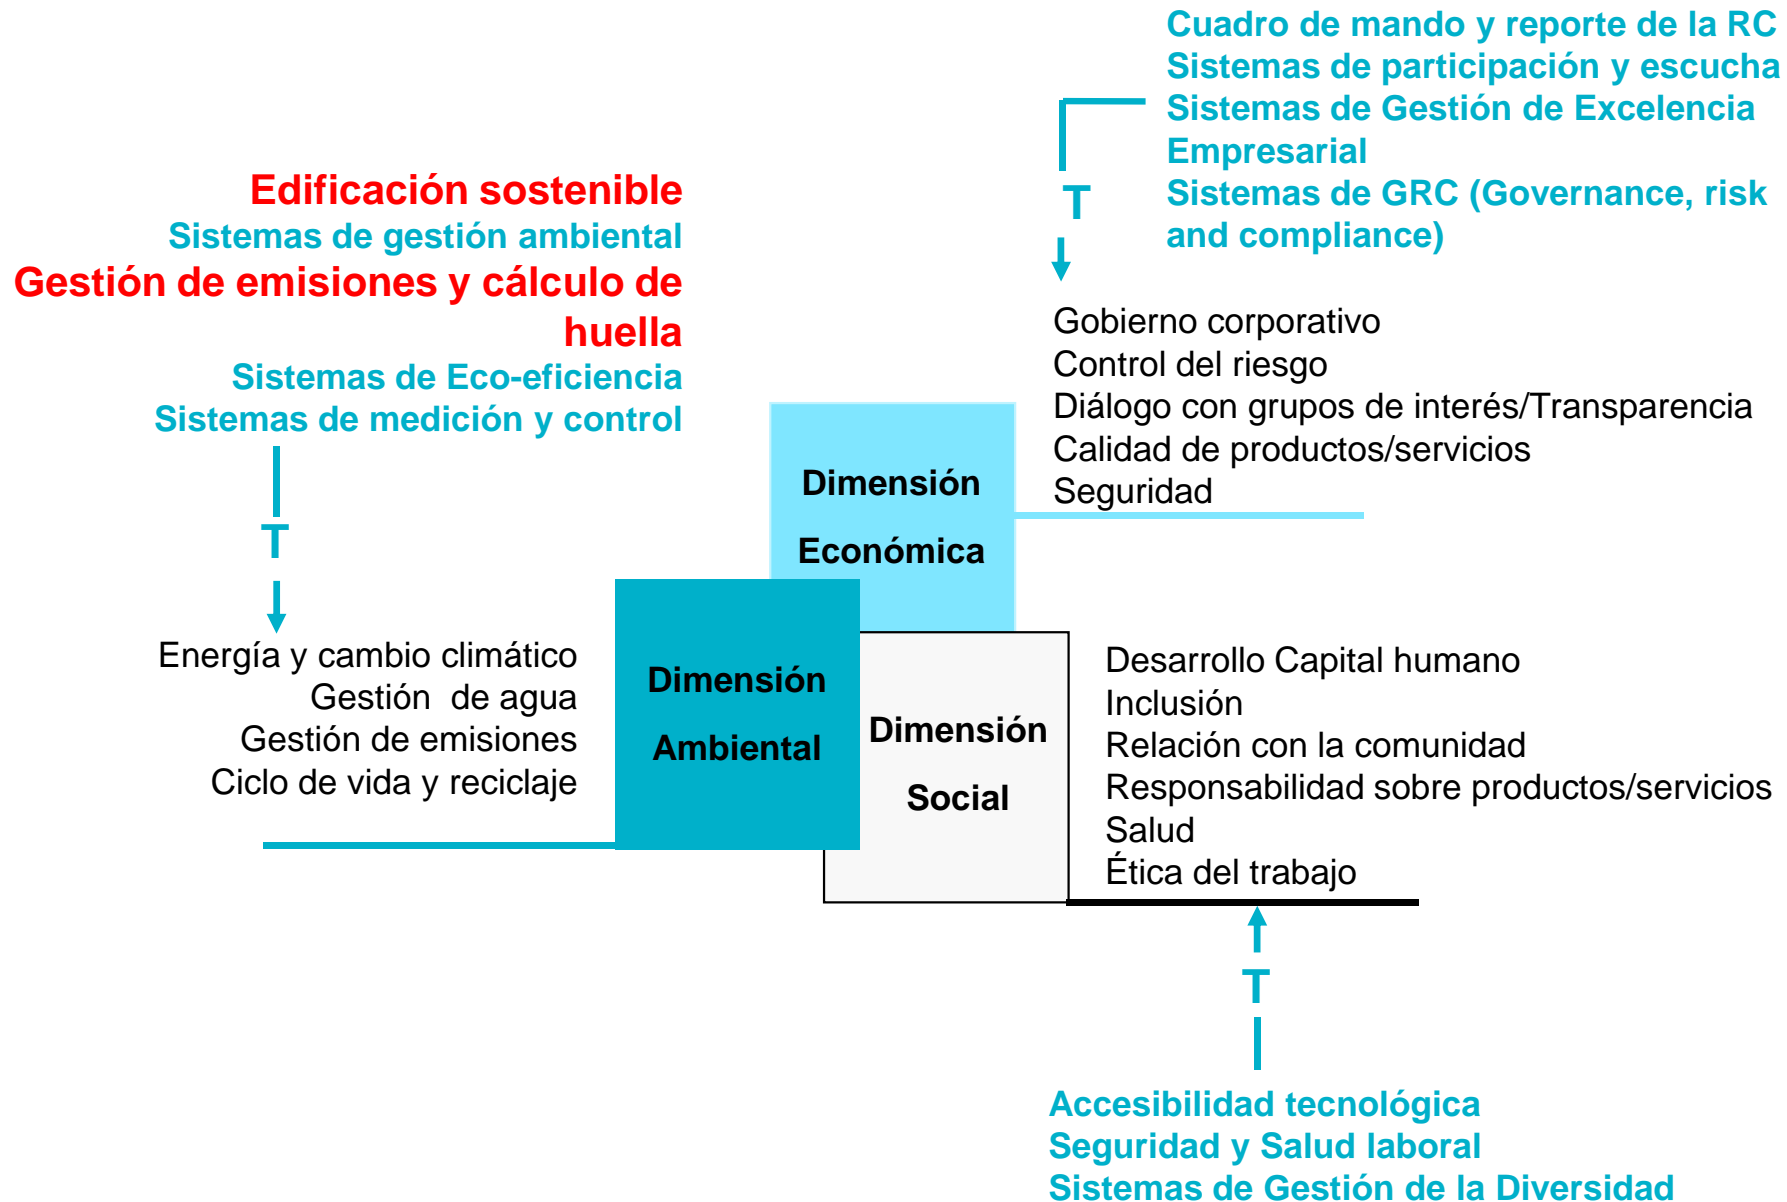 Cuadro de mando y reporte de la RC
Sistemas de participación y escucha
Sistemas de Gestión de Excelencia
Empresarial
Sistemas de GRC (Governance, risk
and compliance)
T
Edificación sostenible
Sistemas de gestión ambiental
Gestión de emisiones y cálculo de
huella
Sistemas de Eco-eficiencia
Sistemas de medición y control
T
Gobierno corporativo
Control del riesgo
Diálogo con grupos de interés/Transparencia
Calidad de productos/servicios
Seguridad
Dimensión
Económica
Energía y cambio climático
Gestión  de agua
Gestión de emisiones
Ciclo de vida y reciclaje
Dimensión
Ambiental
Dimensión
Social
Desarrollo Capital humano
Inclusión
Relación con la comunidad
Responsabilidad sobre productos/servicios
Salud
Ética del trabajo
T
Accesibilidad tecnológica
Seguridad y Salud laboral
Sistemas de Gestión de la Diversidad